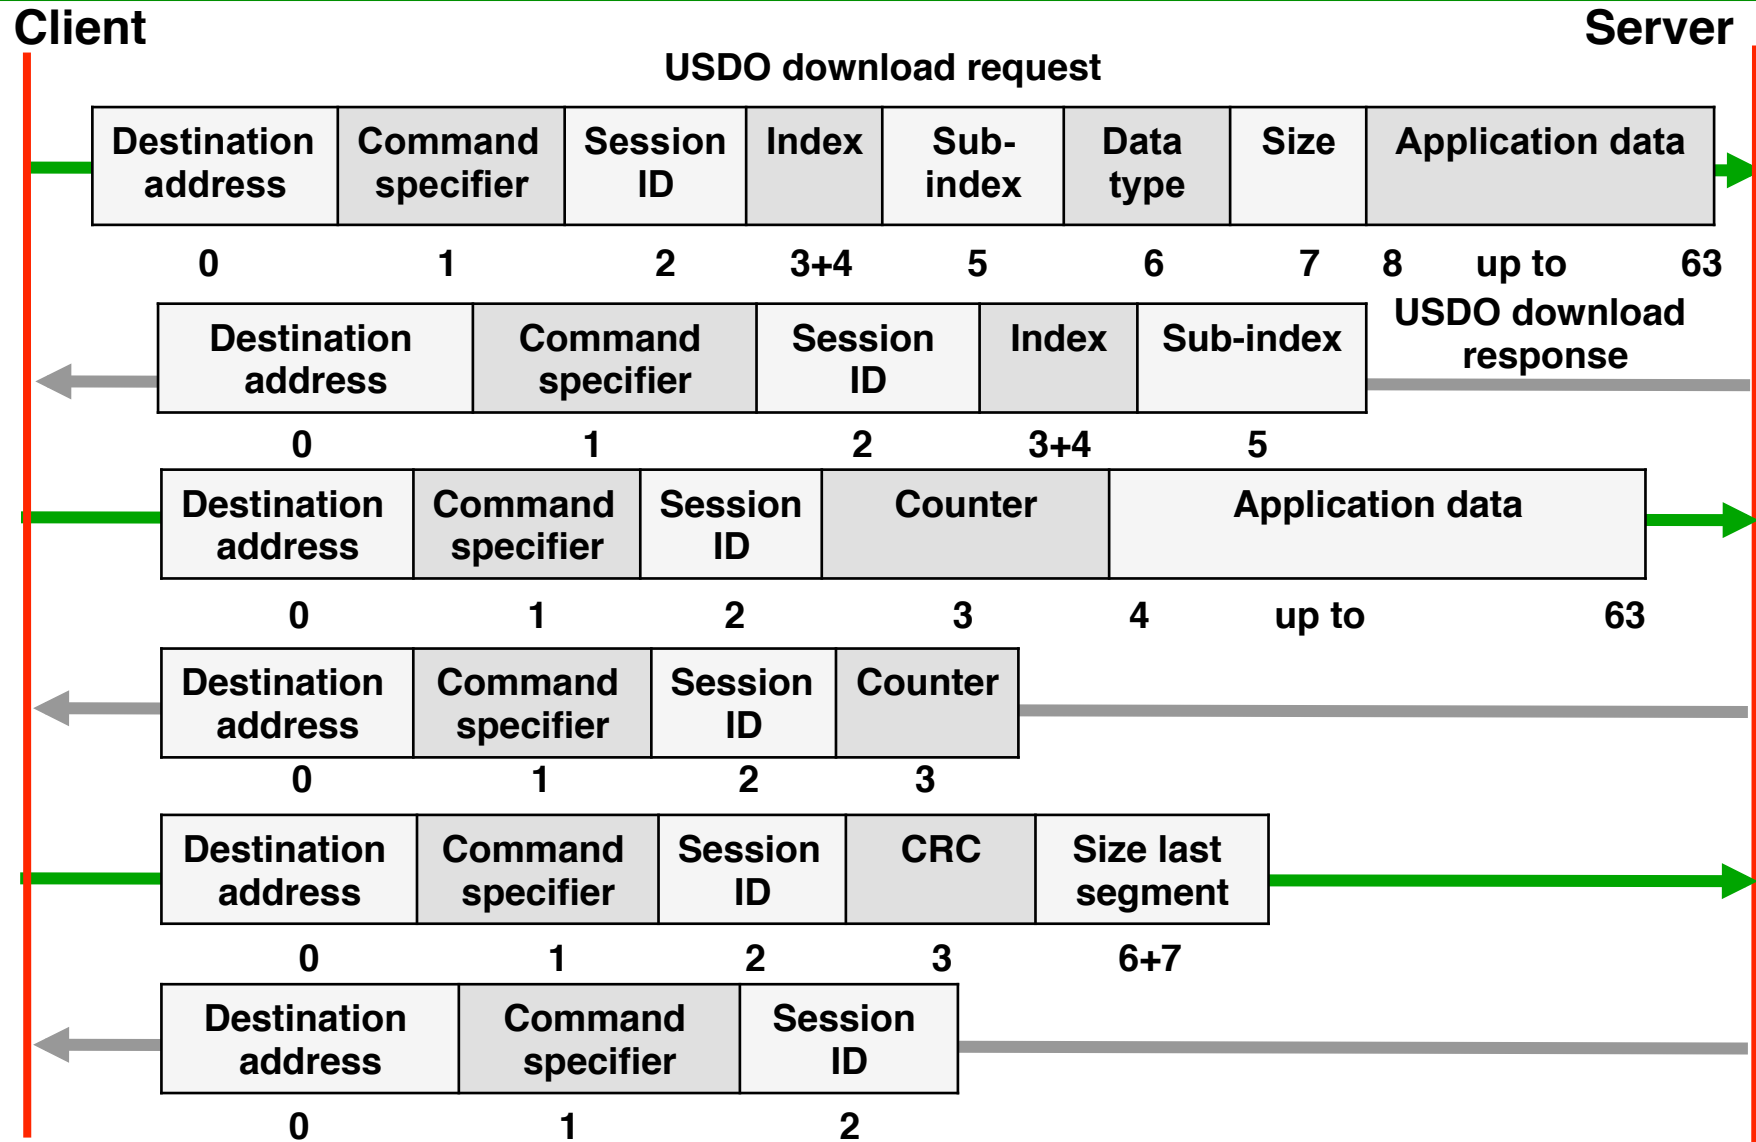 Client
Server
USDO download request
Destination address
Command specifier
Session ID
Index
Sub-index
Data type
Size
Application data
0 1 2 3+4 5 6 7 8 up to 63
USDO download response
Destination address
Command specifier
Session ID
Index
Sub-index
0 1 2 3+4 5
Destination address
Command specifier
Session ID
Counter
Application data
0 1 2 3 4 up to 63
Destination address
Command specifier
Session ID
Counter
0 1 2 3
Destination address
Command specifier
Session ID
CRC
Size last segment
0 1 2 3 6+7
Destination address
Command specifier
Session ID
0 1 2